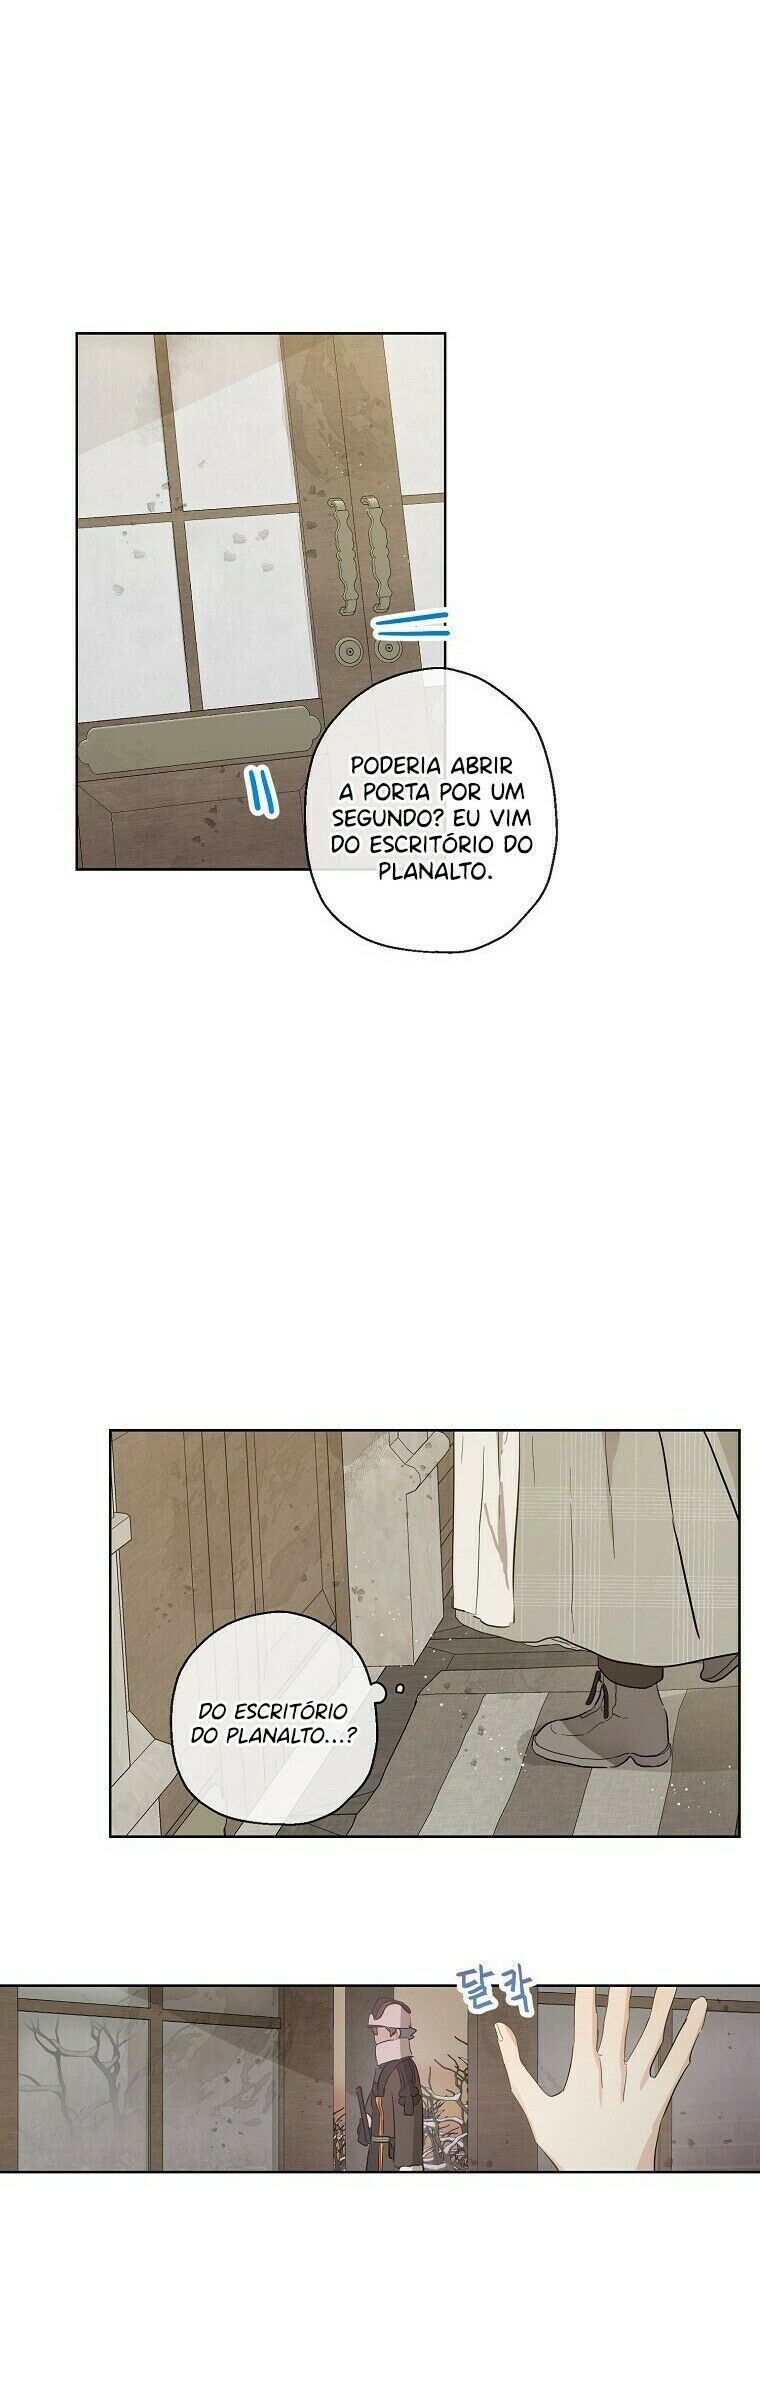 PODERIA ABRIR
A PORTA POR UM
SEGUNDO? EU VIM
DO ESCRITÓRIO DO
PLANALTO.
DO ESCRITÓRIO
DO PLANALTO...?
달칵